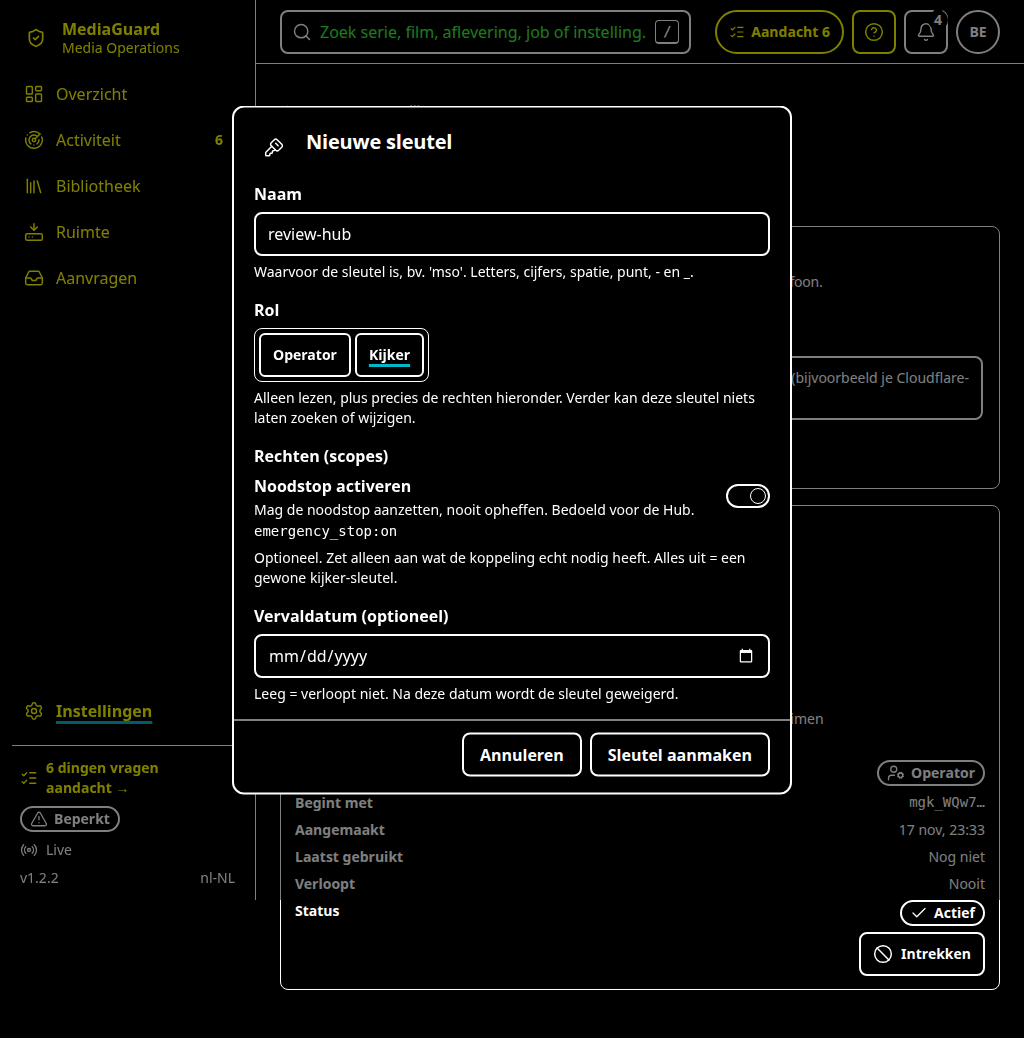 MediaGuard
Media Operations
Zoek serie, film, aflevering, job of instelling.
/
Aandacht 6
4
BE
Overzicht
Activiteit 6
Bibliotheek
Ruimte
Aanvragen
Nieuwe sleutel
Naam
review-hub
Waarvoor de sleutel is, bv. 'mso'. Letters, cijfers, spatie, punt, - en _.
foon.
Rol
Operator Kijker
(bijvoorbeeld je Cloudflare-
Alleen lezen, plus precies de rechten hieronder. Verder kan deze sleutel niets
laten zoeken of wijzigen.
Rechten (scopes)
Noodstop activeren
Mag de noodstop aanzetten, nooit opheffen. Bedoeld voor de Hub.
emergency_stop:on
Optioneel. Zet alleen aan wat de koppeling echt nodig heeft. Alles uit = een
gewone kijker-sleutel.
Vervaldatum (optioneel)
mm/dd/yyyy
Leeg = verloopt niet. Na deze datum wordt de sleutel geweigerd.
Annuleren Sleutel aanmaken
Instellingen
6 dingen vragen
aandacht →
Beperkt
Live
v1.2.2 nl-NL
Operator
Begint met mgk_WQw7…
Aangemaakt 17 nov, 23:33
Laatst gebruikt Nog niet
Verloopt Nooit
Status Actief
Intrekken